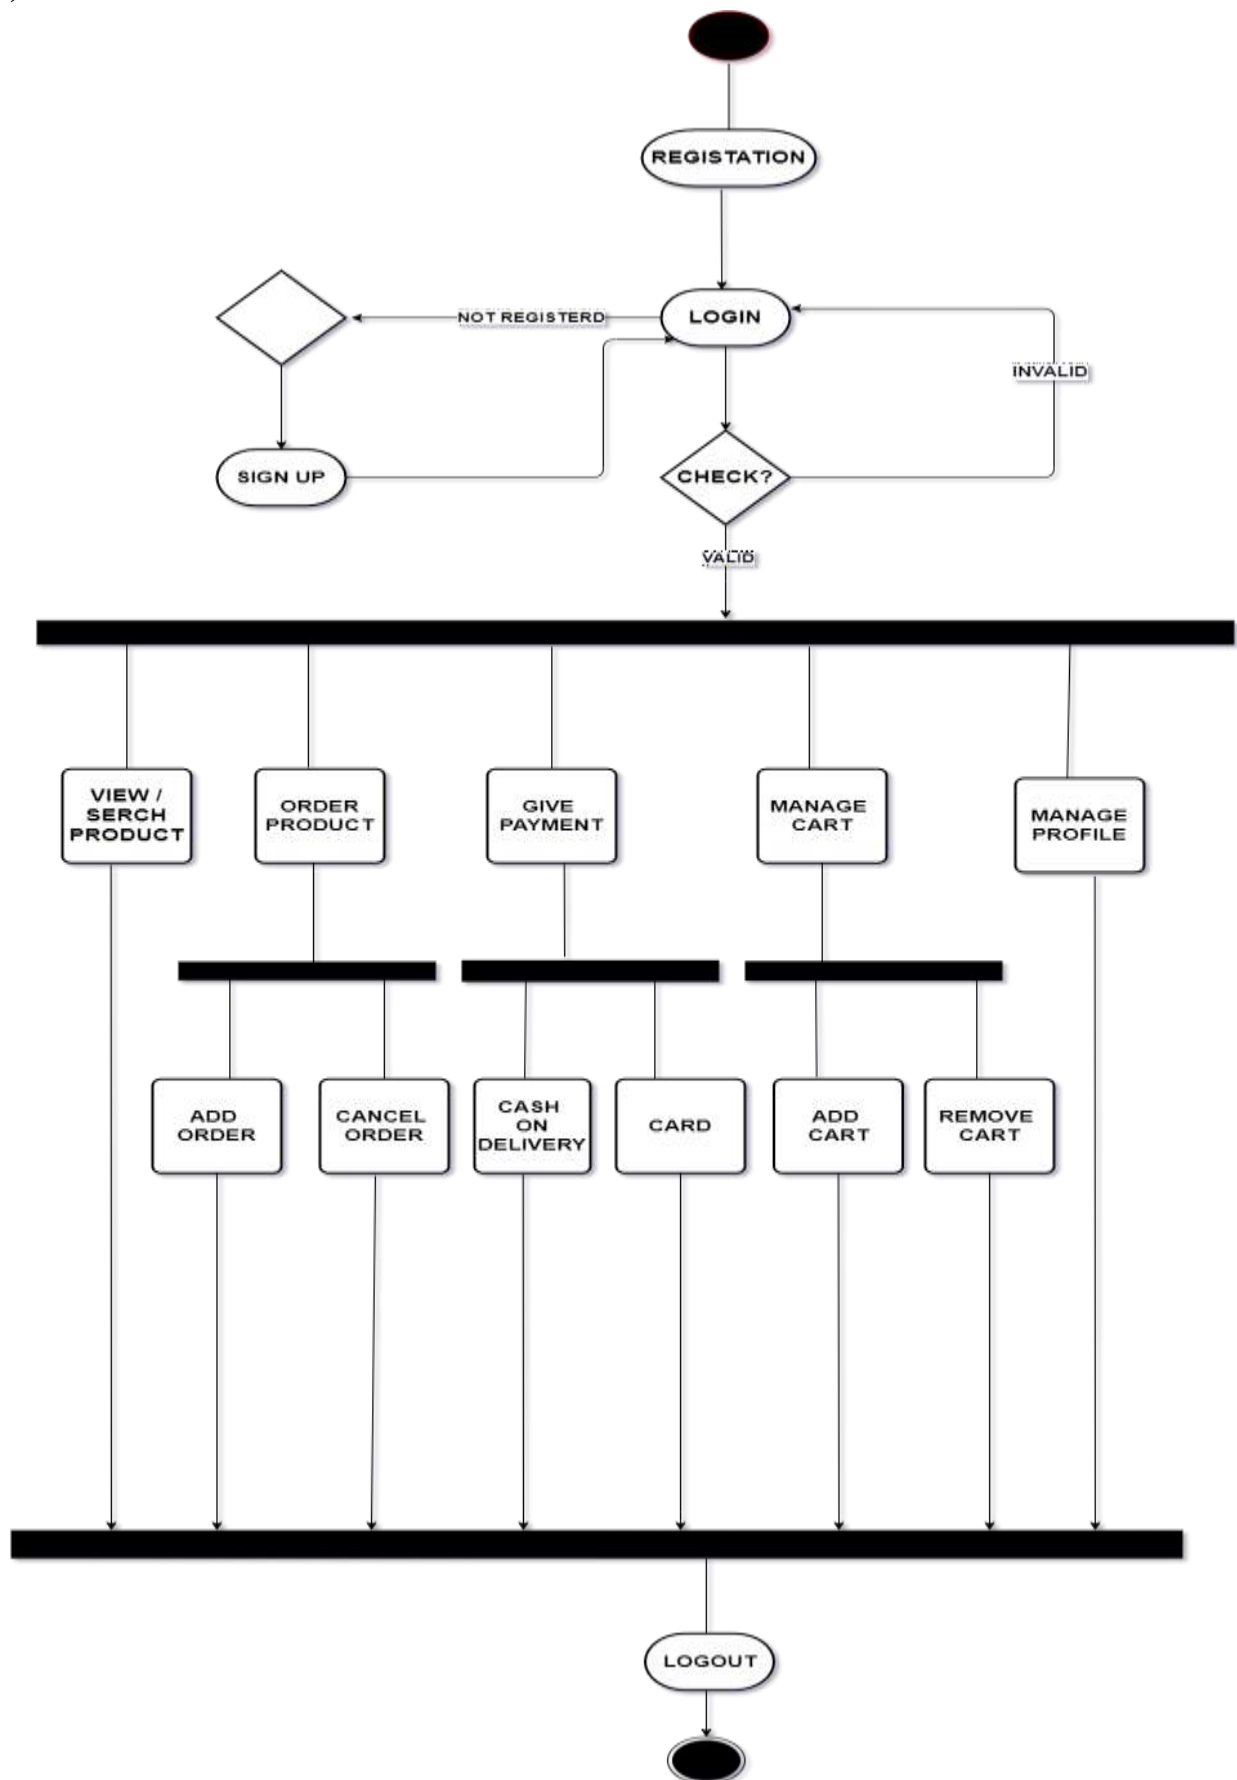 REGISTATION
NOT REGISTERD
LOGIN
INVALID
SIGN UP
CHECK?
VALID
VIEW /
SERCH
PRODUCT
ORDER
PRODUCT
GIVE
PAYMENT
MANAGE
CART
MANAGE
PROFILE
ADD
ORDER
CANCEL
ORDER
CASH
ON
DELIVERY
CARD
ADD
CART
REMOVE
CART
LOGOUT